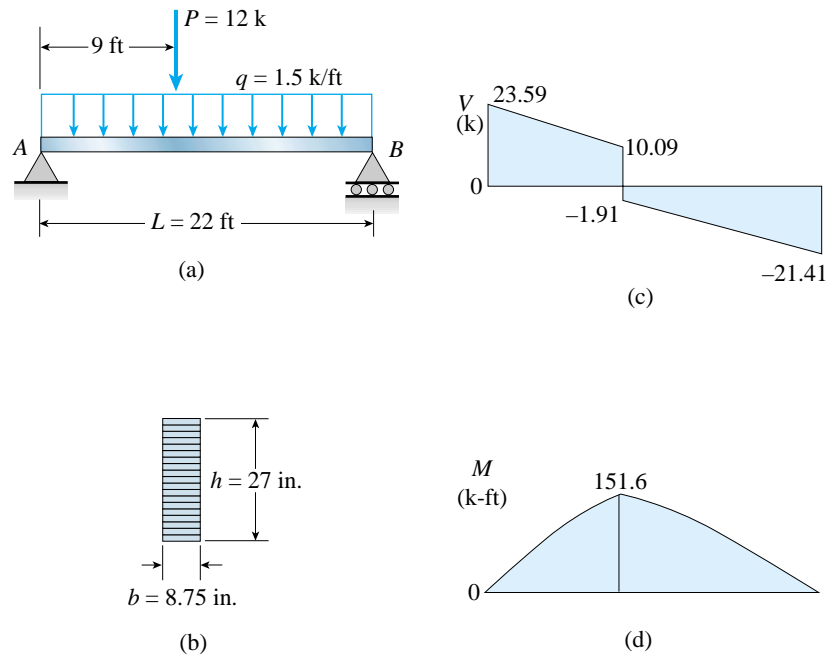 P = 12 k
9 ft
q = 1.5 k/ft
A
B
L = 22 ft
(a)
V
(k)
23.59
10.09
0
–1.91
–21.41
(c)
h = 27 in.
b = 8.75 in.
(b)
M
(k-ft)
151.6
0
(d)